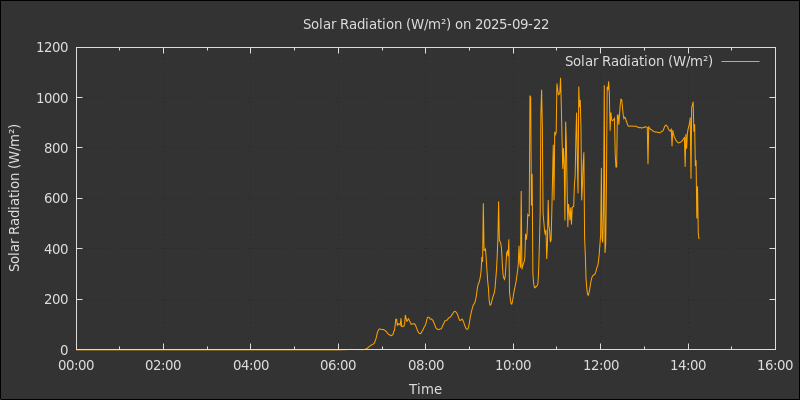 Solar Radiation (W/m²) on 2025-09-22
Solar Radiation (W/m²)
Solar Radiation (W/m²)
1200
1000
800
600
400
200
0
00:00 02:00 04:00 06:00 08:00 10:00 12:00 14:00 16:00
Time